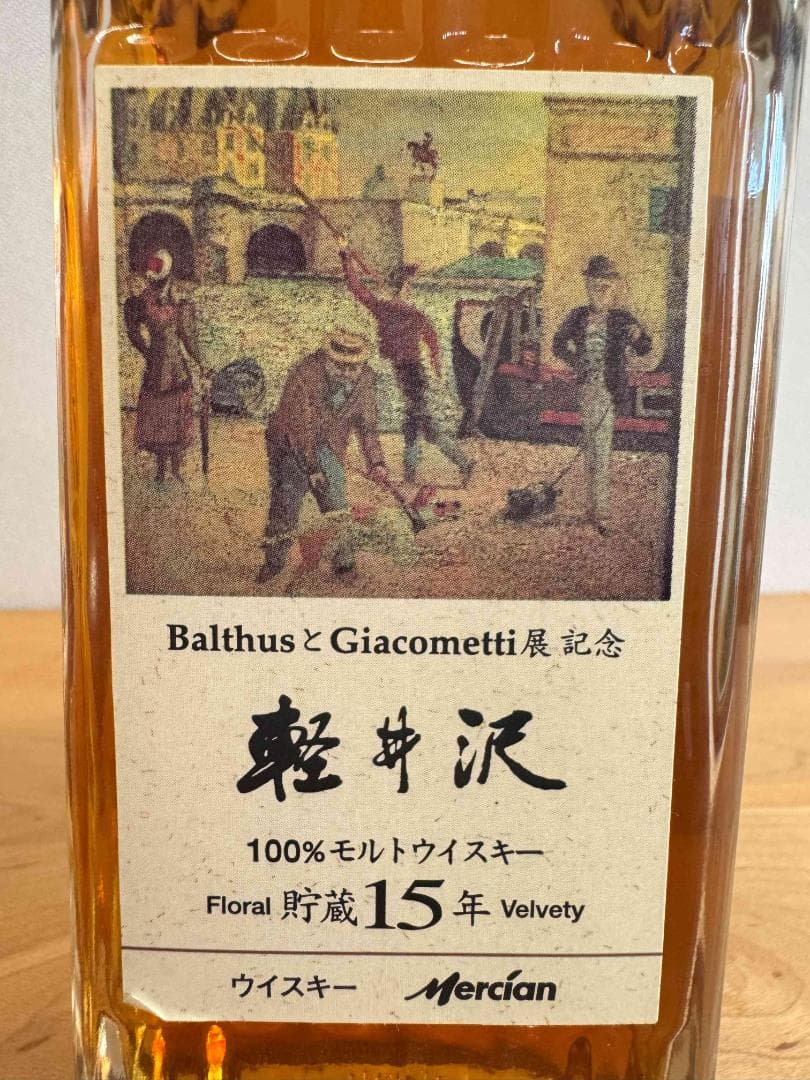 BalthusとGiacometti展 記念
軽井沢
100%モルトウイスキー
Floral 貯蔵15年 Velvety
ウイスキー Mercian